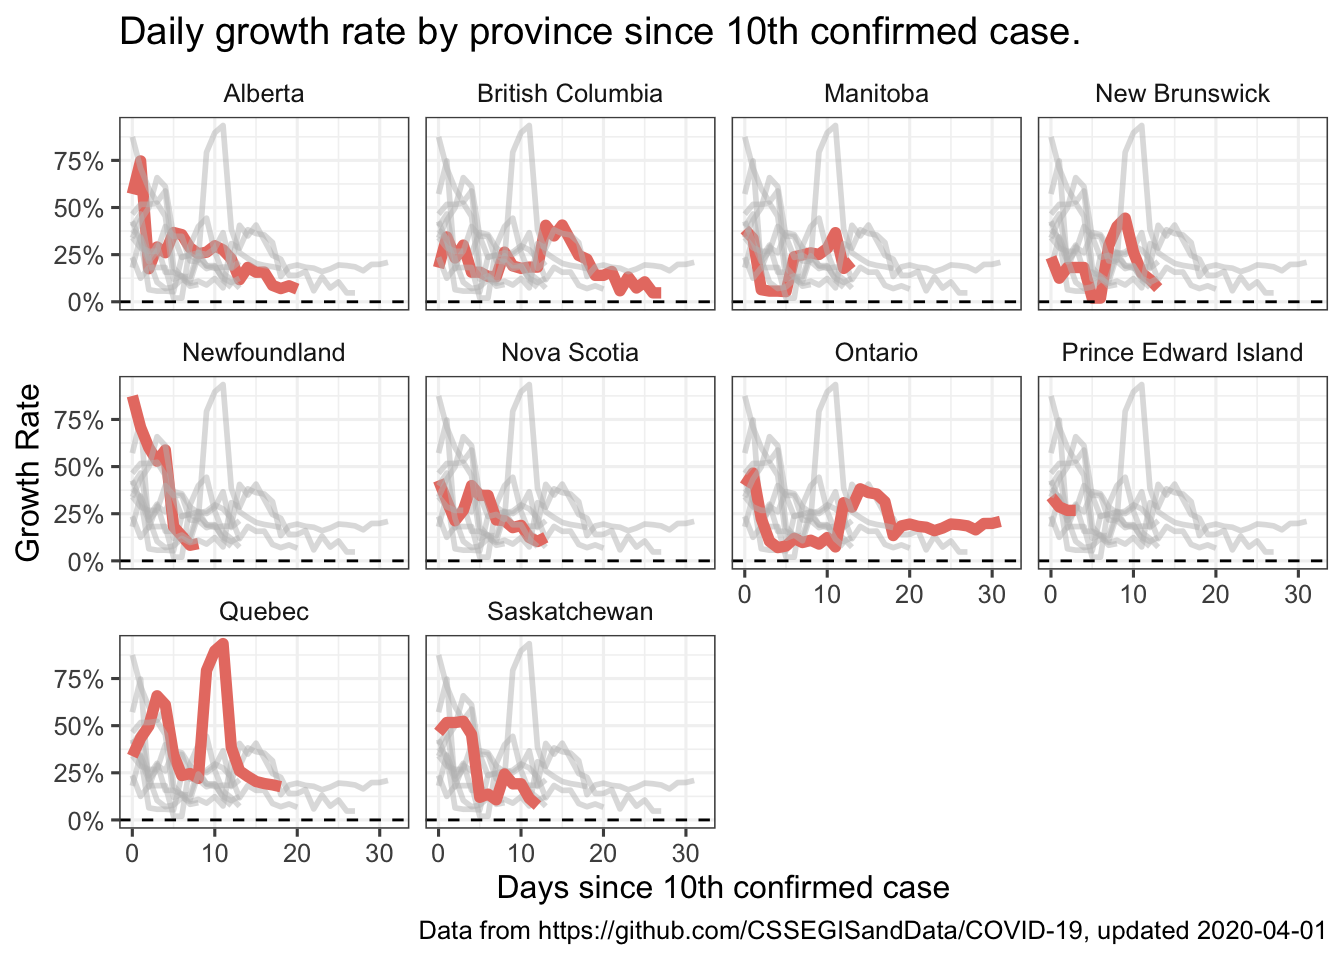 Daily growth rate by province since 10th confirmed case.
Alberta
British Columbia
Manitoba
New Brunswick
75%
50%
25%
0%
Newfoundland
Nova Scotia
Ontario
Prince Edward Island
Growth Rate
75%
50%
25%
0%
0 10 20 30
0 10 20 30
Quebec
Saskatchewan
75%
50%
25%
0%
0 10 20 30
0 10 20 30
Days since 10th confirmed case
Data from https://github.com/CSSEGISandData/COVID-19, updated 2020-04-01